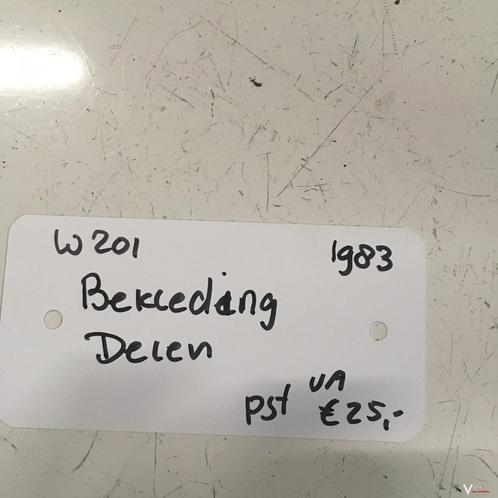 W201 1983
Bekleding
Delen
VA
pst €25,-